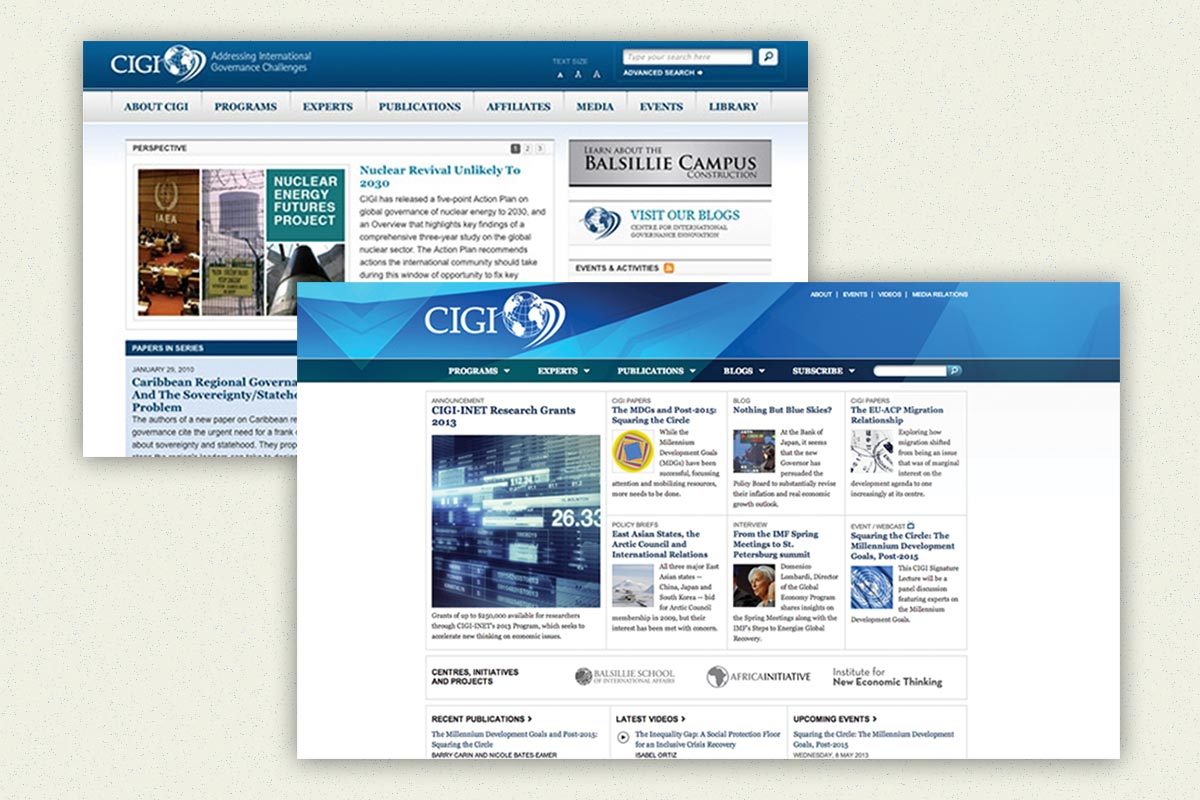 CIGI
Addressing International
Governance Challenges
TEXT SIZE
A A A
Type your search here
ADVANCED SEARCH
ABOUT CIGI PROGRAMS EXPERTS PUBLICATIONS AFFILIATES MEDIA EVENTS LIBRARY
PERSPECTIVE
1 2 3
IAEA
NUCLEAR
ENERGY
FUTURES
PROJECT
Nuclear Revival Unlikely To
2030
CIGI has released a five-point Action Plan on
global governance of nuclear energy to 2030, and
an Overview that highlights key findings of a
comprehensive three-year study on the global
nuclear sector. The Action Plan recommends
actions the international community should take
during this window of opportunity to fix key
LEARN ABOUT THE
BALSILLIE CAMPUS
CONSTRUCTION
VISIT OUR BLOGS
CENTRE FOR INTERNATIONAL
GOVERNANCE INNOVATION
EVENTS & ACTIVITIES
PAPERS IN SERIES
JANUARY 29, 2010
Caribbean Regional Governa
And The Sovereignty/Stateho
Problem
The authors of a new paper on Caribbean re
governance cite the urgent need for a frank
about sovereignty and statehood. They prop
CIGI
ABOUT | EVENTS | VIDEOS | MEDIA RELATIONS
PROGRAMS EXPERTS PUBLICATIONS BLOGS SUBSCRIBE
ANNOUNCEMENT
CIGI-INET Research Grants
2013
26.33
Grants of up to $250,000 available for researchers
through CIGI-INET's 2013 Program, which seeks to
accelerate new thinking on economic issues.
CIGI PAPERS
The MDGs and Post-2015:
Squaring the Circle
While the
Millennium
Development Goals
(MDGs) have been
successful, focussing
attention and mobilizing resources,
more needs to be done.
BLOG
Nothing But Blue Skies?
At the Bank of
Japan, it seems
that the new
Governor has
persuaded the
Policy Board to substantially revise
their inflation and real economic
growth outlook.
CIGI PAPERS
The EU-ACP Migration
Relationship
Exploring how
migration shifted
from being an issue
that was of marginal
interest on the
development agenda to one
increasingly at its centre.
POLICY BRIEFS
East Asian States, the
Arctic Council and
International Relations
All three major East
Asian states —
China, Japan and
South Korea — bid
for Arctic Council
membership in 2009, but their
interest has been met with concern.
INTERVIEW
From the IMF Spring
Meetings to St.
Petersburg summit
Domenico
Lombardi, Director
of the Global
Economy Program
shares insights on
the Spring Meetings along with the
IMF's Steps to Energize Global
Recovery.
EVENT / WEBCAST
Squaring the Circle: The
Millennium Development
Goals, Post-2015
This CIGI Signature
Lecture will be a
panel discussion
featuring experts on
the Millennium
Development Goals.
CENTRES, INITIATIVES
AND PROJECTS
BALSILLIE SCHOOL
OF INTERNATIONAL AFFAIRS
AFRICAINITIATIVE
Institute for
New Economic Thinking
RECENT PUBLICATIONS
The Millennium Development Goals and Post-2015:
Squaring the Circle
BARRY CARIN AND NICOLE BATES-EAMER
LATEST VIDEOS
The Inequality Gap: A Social Protection Floor
for an Inclusive Crisis Recovery
ISABEL ORTIZ
UPCOMING EVENTS
Squaring the Circle: The Millennium Development
Goals, Post-2015
WEDNESDAY, 8 MAY 2013